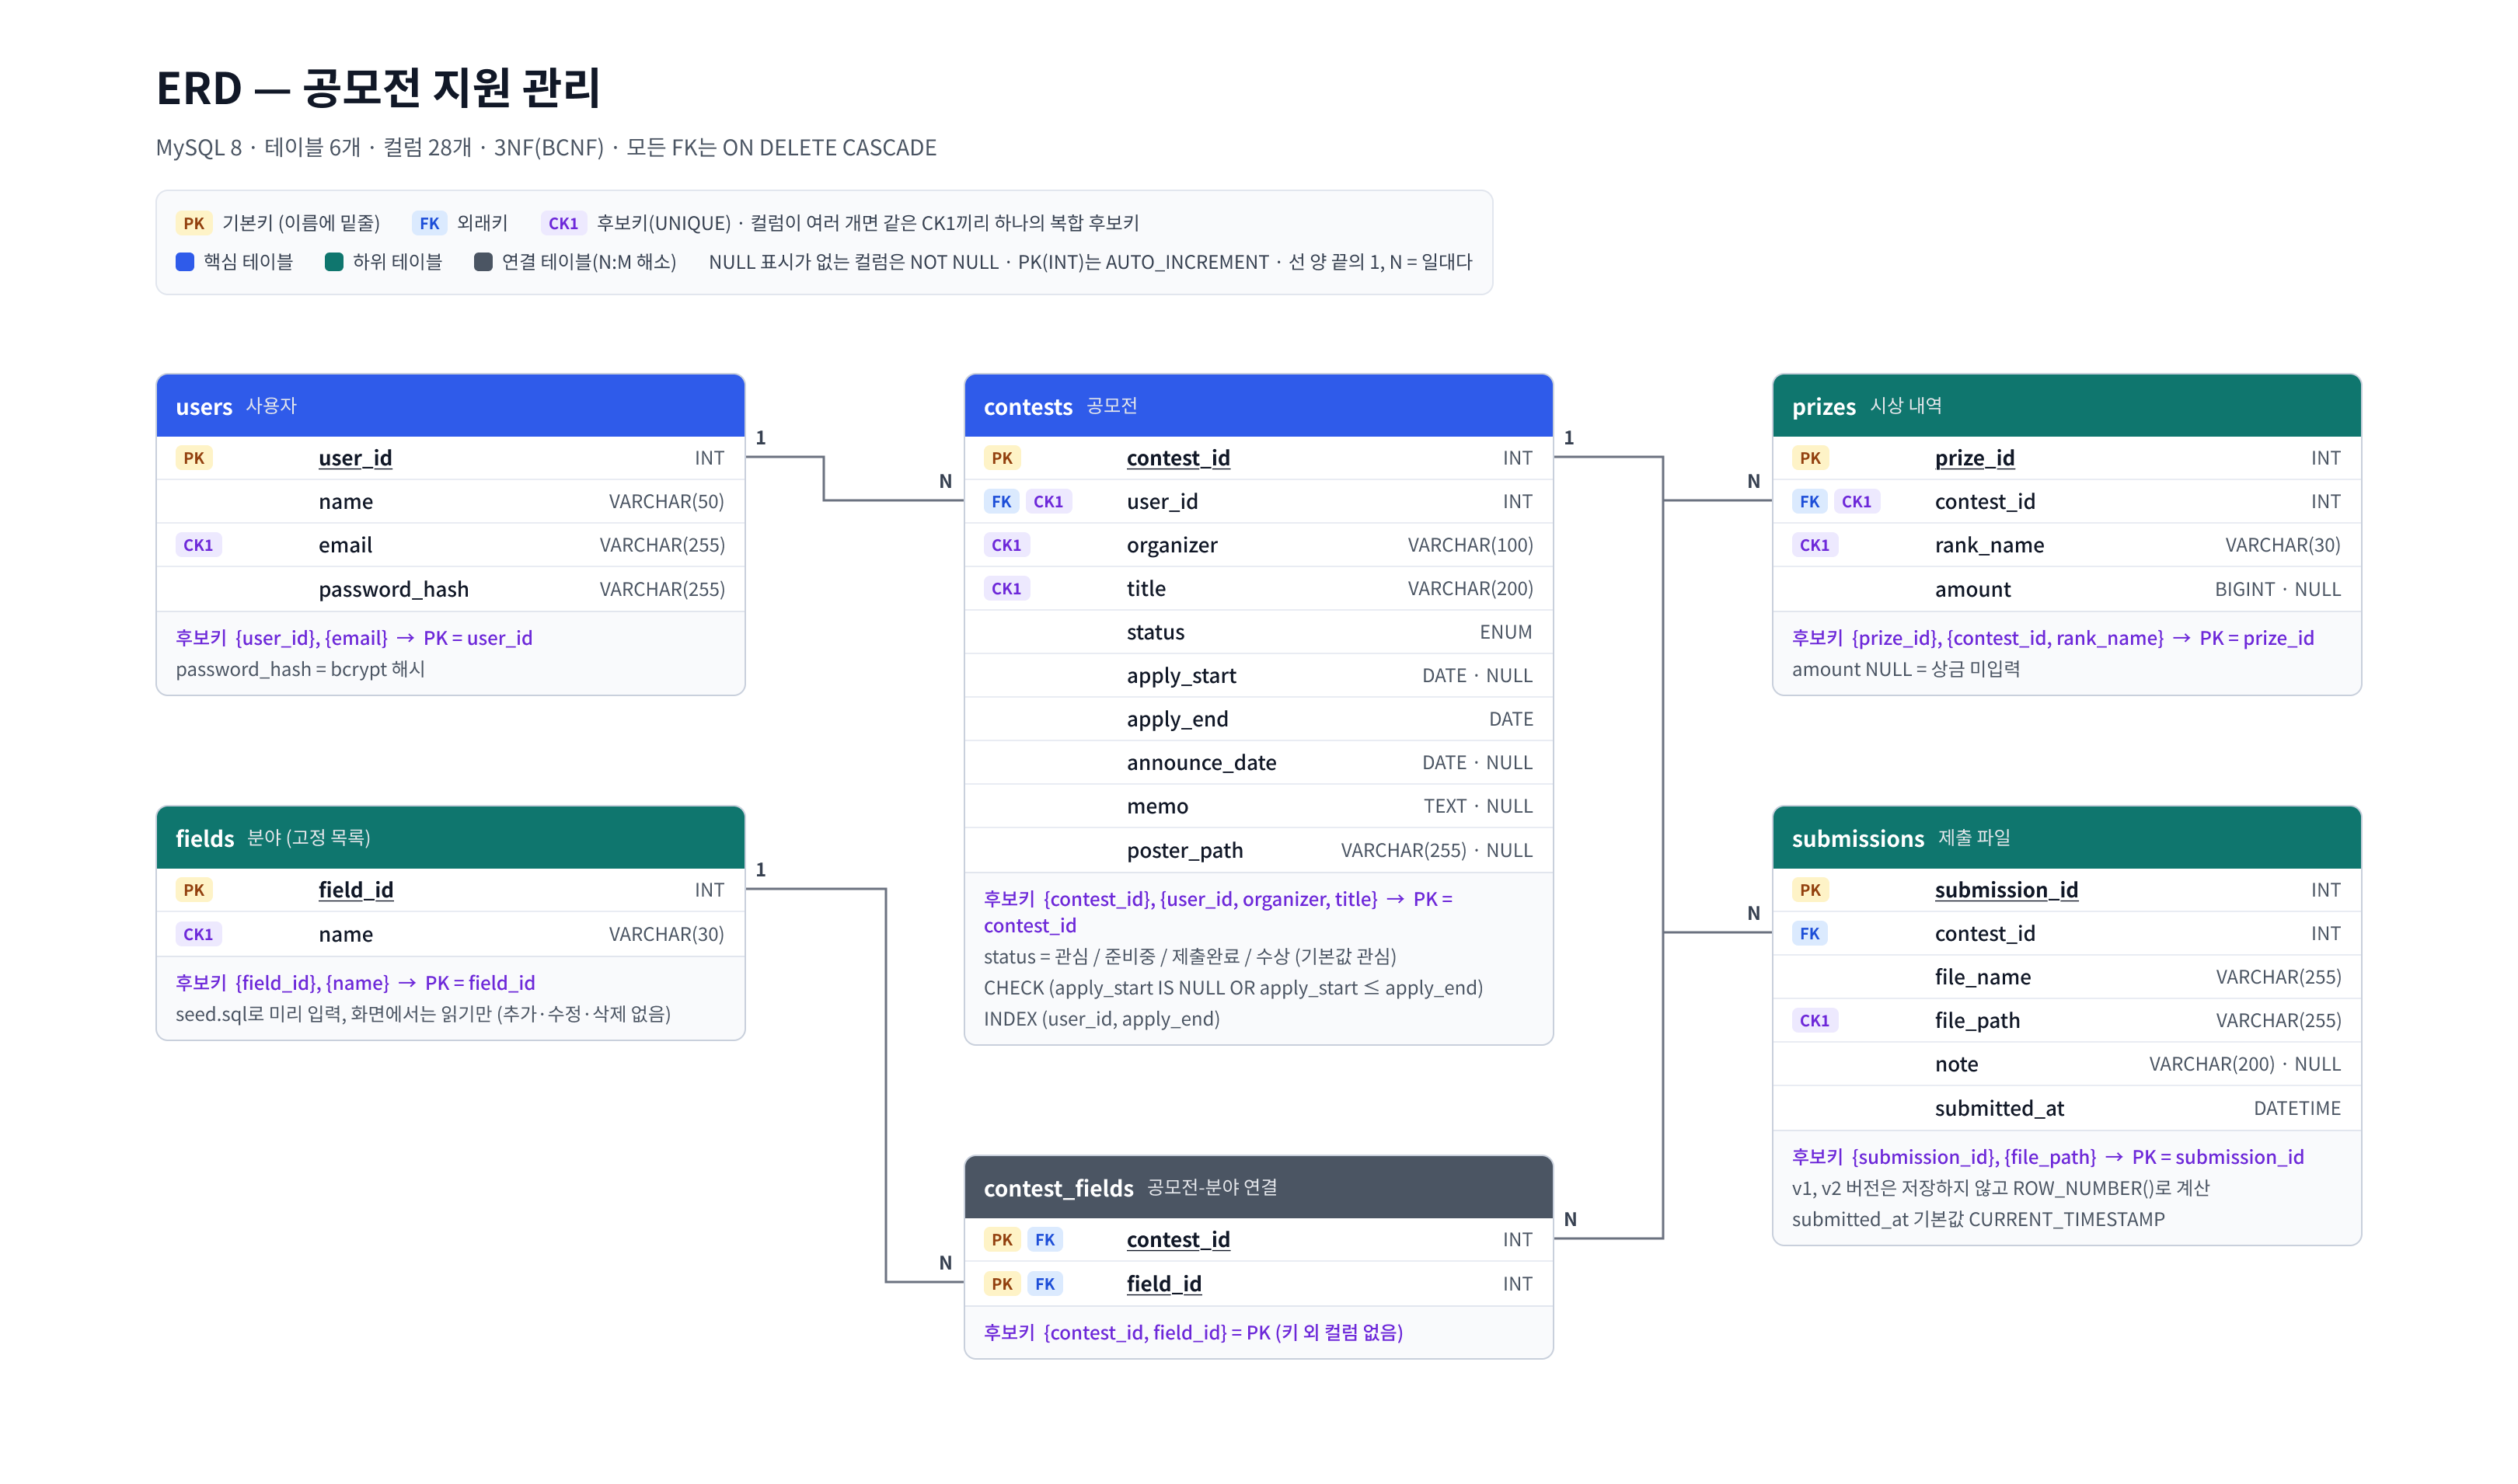 ERD — 공모전 지원 관리
MySQL 8 · 테이블 6개 · 컬럼 28개 · 3NF(BCNF) · 모든 FK는 ON DELETE CASCADE
PK 기본키 (이름에 밑줄) FK 외래키 CK1 후보키(UNIQUE) · 컬럼이 여러 개면 같은 CK1끼리 하나의 복합 후보키
핵심 테이블 하위 테이블 연결 테이블(N:M 해소) NULL 표시가 없는 컬럼은 NOT NULL · PK(INT)는 AUTO_INCREMENT · 선 양 끝의 1, N = 일대다
users 사용자
PK user_id INT
name VARCHAR(50)
CK1 email VARCHAR(255)
password_hash VARCHAR(255)
후보키 {user_id}, {email} → PK = user_id
password_hash = bcrypt 해시
1
N
fields 분야 (고정 목록)
PK field_id INT
CK1 name VARCHAR(30)
후보키 {field_id}, {name} → PK = field_id
seed.sql로 미리 입력, 화면에서는 읽기만 (추가·수정·삭제 없음)
1
N
contests 공모전
PK contest_id INT
FK CK1 user_id INT
CK1 organizer VARCHAR(100)
CK1 title VARCHAR(200)
status ENUM
apply_start DATE · NULL
apply_end DATE
announce_date DATE · NULL
memo TEXT · NULL
poster_path VARCHAR(255) · NULL
후보키 {contest_id}, {user_id, organizer, title} → PK =
contest_id
status = 관심 / 준비중 / 제출완료 / 수상 (기본값 관심)
CHECK (apply_start IS NULL OR apply_start ≤ apply_end)
INDEX (user_id, apply_end)
contest_fields 공모전-분야 연결
PK FK contest_id INT
PK FK field_id INT
후보키 {contest_id, field_id} = PK (키 외 컬럼 없음)
1
N
N
N
prizes 시상 내역
PK prize_id INT
FK CK1 contest_id INT
CK1 rank_name VARCHAR(30)
amount BIGINT · NULL
후보키 {prize_id}, {contest_id, rank_name} → PK = prize_id
amount NULL = 상금 미입력
submissions 제출 파일
PK submission_id INT
FK contest_id INT
file_name VARCHAR(255)
CK1 file_path VARCHAR(255)
note VARCHAR(200) · NULL
submitted_at DATETIME
후보키 {submission_id}, {file_path} → PK = submission_id
v1, v2 버전은 저장하지 않고 ROW_NUMBER()로 계산
submitted_at 기본값 CURRENT_TIMESTAMP